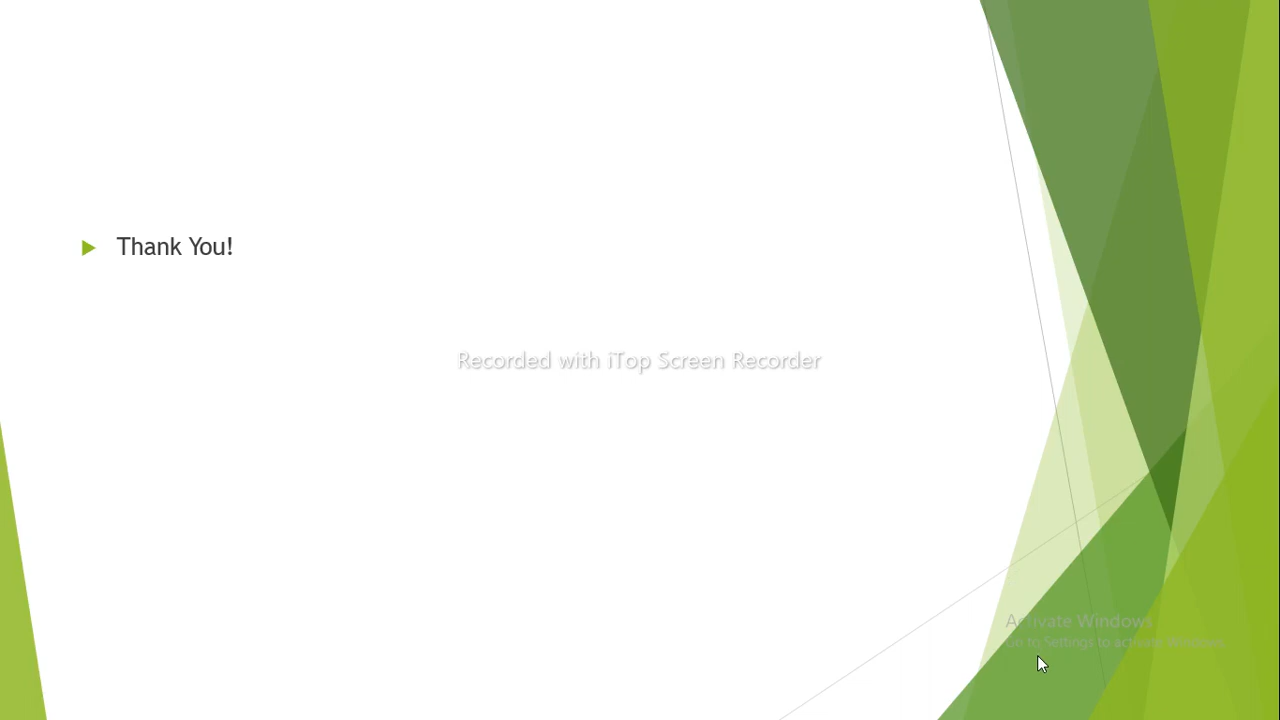 Thank You!
Recorded with iTop Screen Recorder
Activate Windows
Go to Settings to activate Windows.